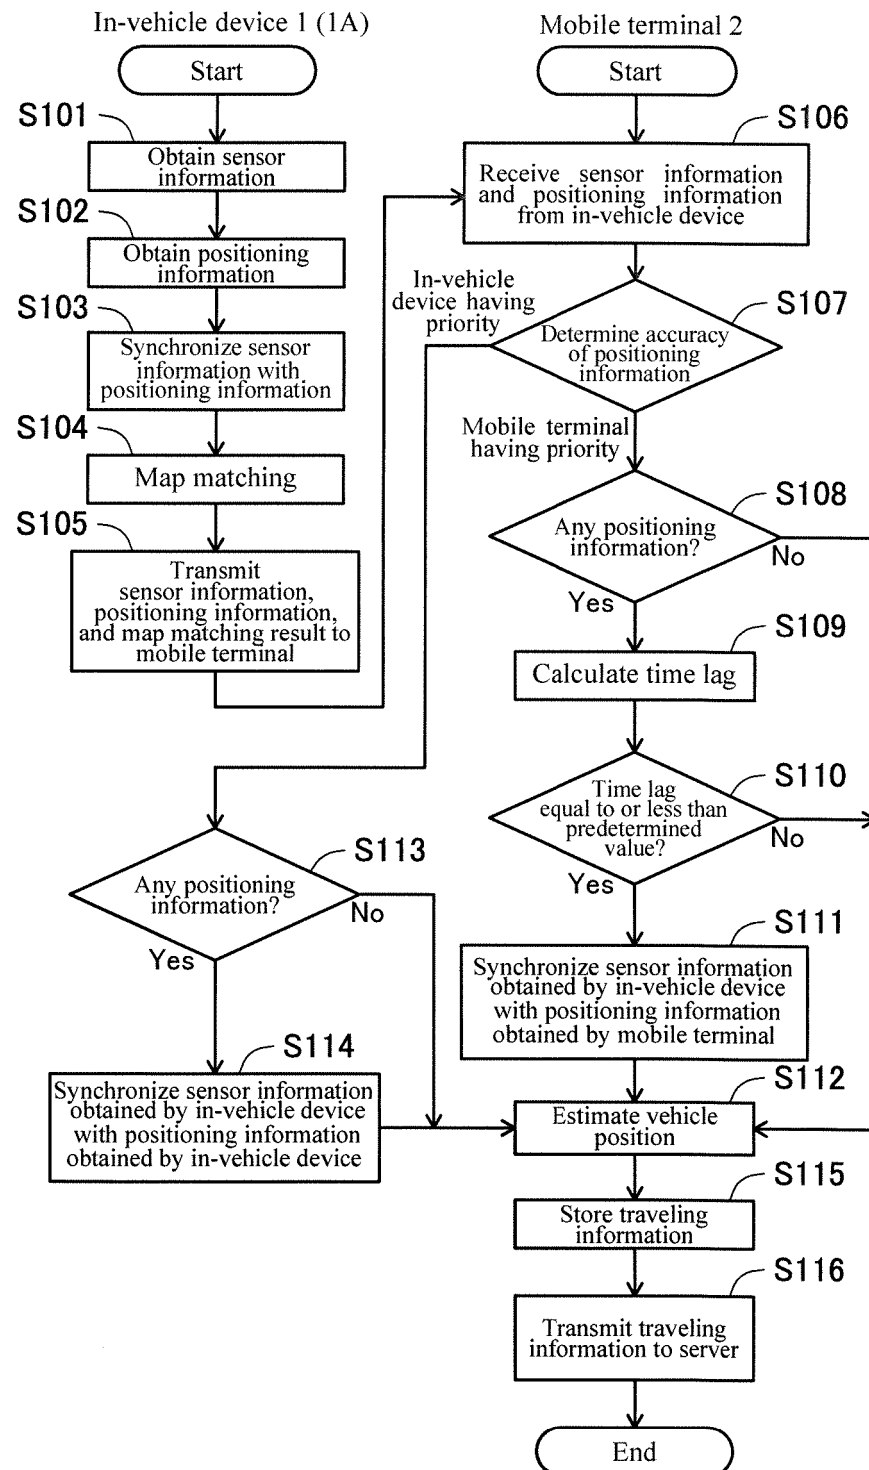 In-vehicle device 1 (1A)
Start
S101
Obtain sensor
information
S102
Obtain positioning
information
S103
Synchronize sensor
information with
positioning information
S104
Map matching
S105
Transmit
sensor information,
positioning information,
and map matching result to
mobile terminal
Mobile terminal 2
Start
S106
Receive sensor information
and positioning information
from in-vehicle device
S107
Determine accuracy
of positioning
information
In-vehicle
device having
priority
Mobile terminal
having priority
S108
Any positioning
information?
No
Yes
S109
Calculate time lag
S110
Time lag
equal to or less than
predetermined
value?
No
Yes
S111
Synchronize sensor information
obtained by in-vehicle device
with positioning information
obtained by mobile terminal
S113
Any positioning
information?
No
Yes
S114
Synchronize sensor information
obtained by in-vehicle device
with positioning information
obtained by in-vehicle device
S112
Estimate vehicle
position
S115
Store traveling
information
S116
Transmit traveling
information to server
End